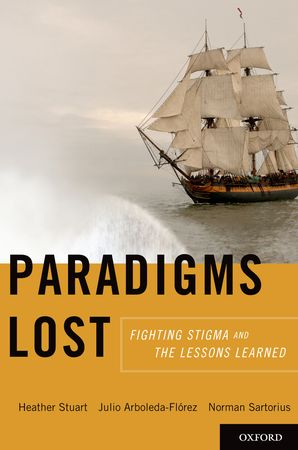 PARADIGMS
LOST
FIGHTING STIGMA AND
THE LESSONS LEARNED
Heather Stuart Julio Arboleda-Flórez Norman Sartorius
OXFORD